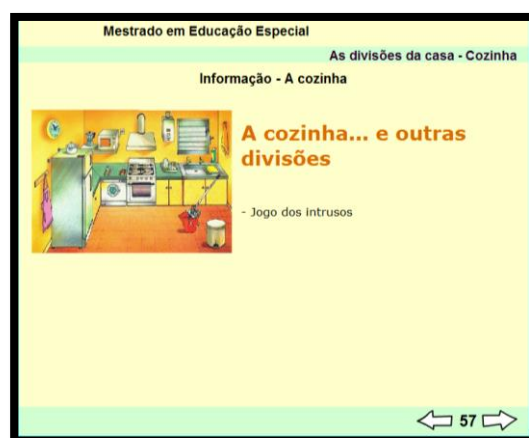 Mestrado em Educação Especial
As divisões da casa - Cozinha
Informação - A cozinha
A cozinha... e outras
divisões
- Jogo dos intrusos
57